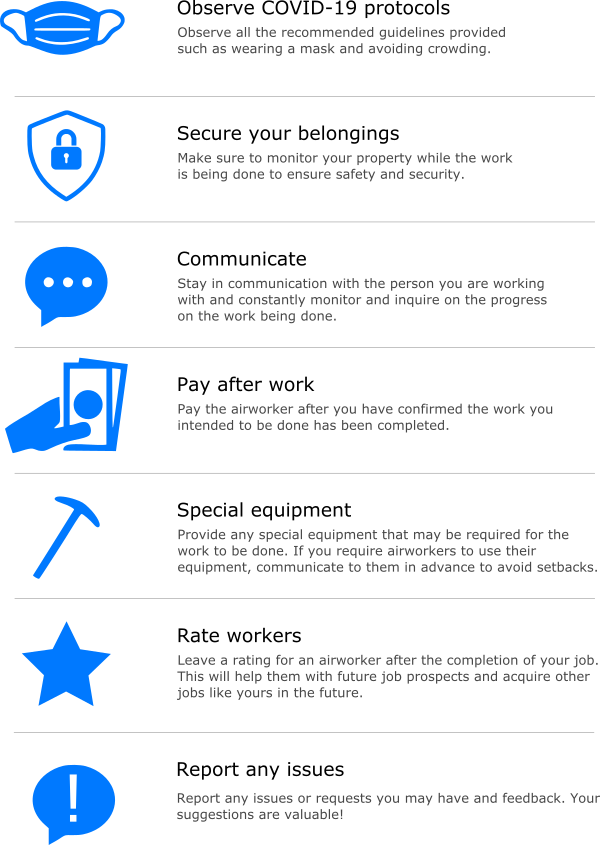 Observe COVID-19 protocols
Observe all the recommended guidelines provided
such as wearing a mask and avoiding crowding.
Secure your belongings
Make sure to monitor your property while the work
is being done to ensure safety and security.
Communicate
Stay in communication with the person you are working
with and constantly monitor and inquire on the progress
on the work being done.
Pay after work
Pay the airworker after you have confirmed the work you
intended to be done has been completed.
Special equipment
Provide any special equipment that may be required for the
work to be done. If you require airworkers to use their
equipment, communicate to them in advance to avoid setbacks.
Rate workers
Leave a rating for an airworker after the completion of your job.
This will help them with future job prospects and acquire other
jobs like yours in the future.
Report any issues
Report any issues or requests you may have and feedback. Your
suggestions are valuable!